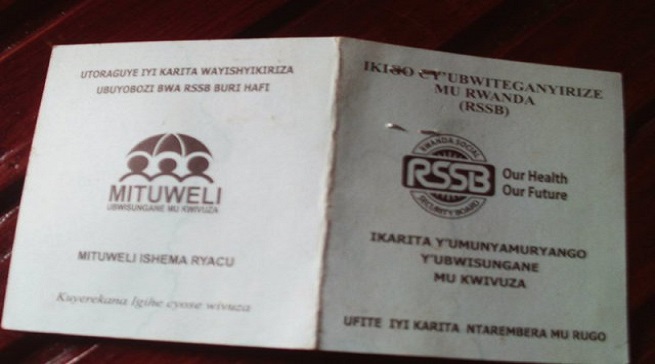 UTORAGUYE IYI KARITA WAYISHYIKIRIZA
UBUYOBOZI BWA RSSB BURI HAFI
MITUWELI
UBWISUNGANE MU KWIVUZA
MITUWELI ISHEMA RYACU
Kuyerekana Igihe cyose wivuza
Y'UBWITEGANYIRIZE
MU RWANDA
(RSSB)
RWANDA SOCIAL
RSSB
SECURITY BOARD
Our Health
Our Future
IKARITA Y'UMUNYAMURYANGO
Y'UBWISUNGANE
MU KWIVUZA
UFITE IYI KARITA NTAREMBERA MU RUGO